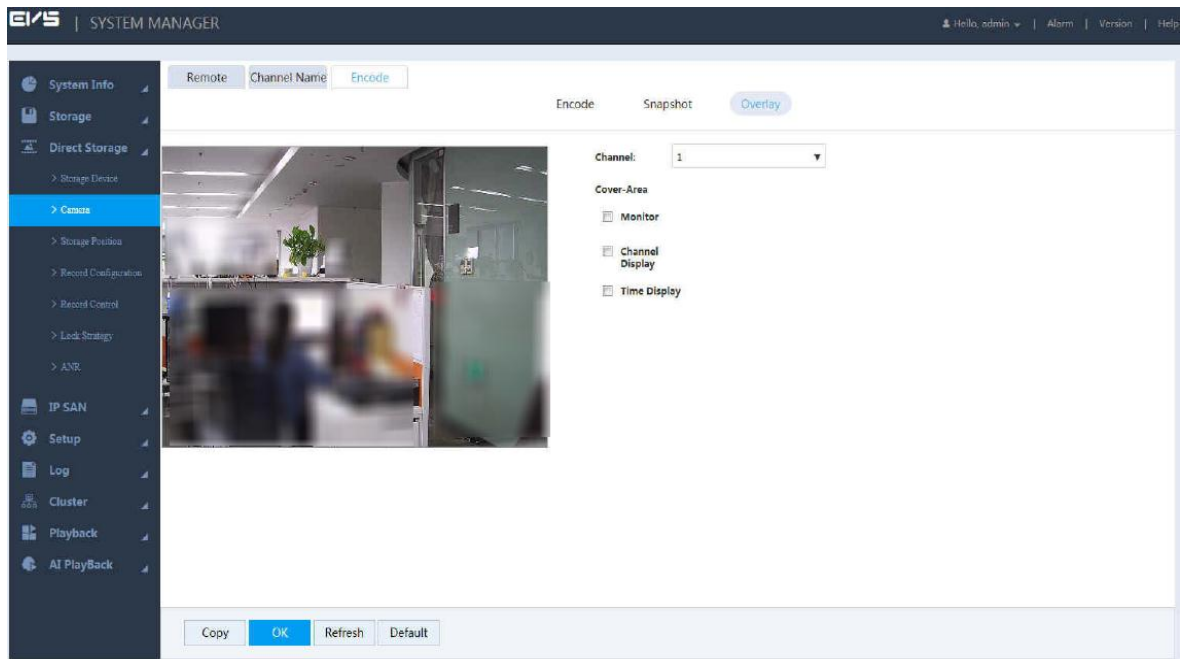 EVS | SYSTEM MANAGER
Hello, admin | Alarm | Version | Help
System Info
Storage
Direct Storage
> Storage Device
> Camera
> Storage Position
> Record Configuration
> Record Control
> Lock Strategy
> ANR
IP SAN
Setup
Log
Cluster
Playback
AI PlayBack
Remote Channel Name Encode
Encode Snapshot Overlay
Channel: 1
Cover-Area
Monitor
Channel
Display
Time Display
Copy OK Refresh Default